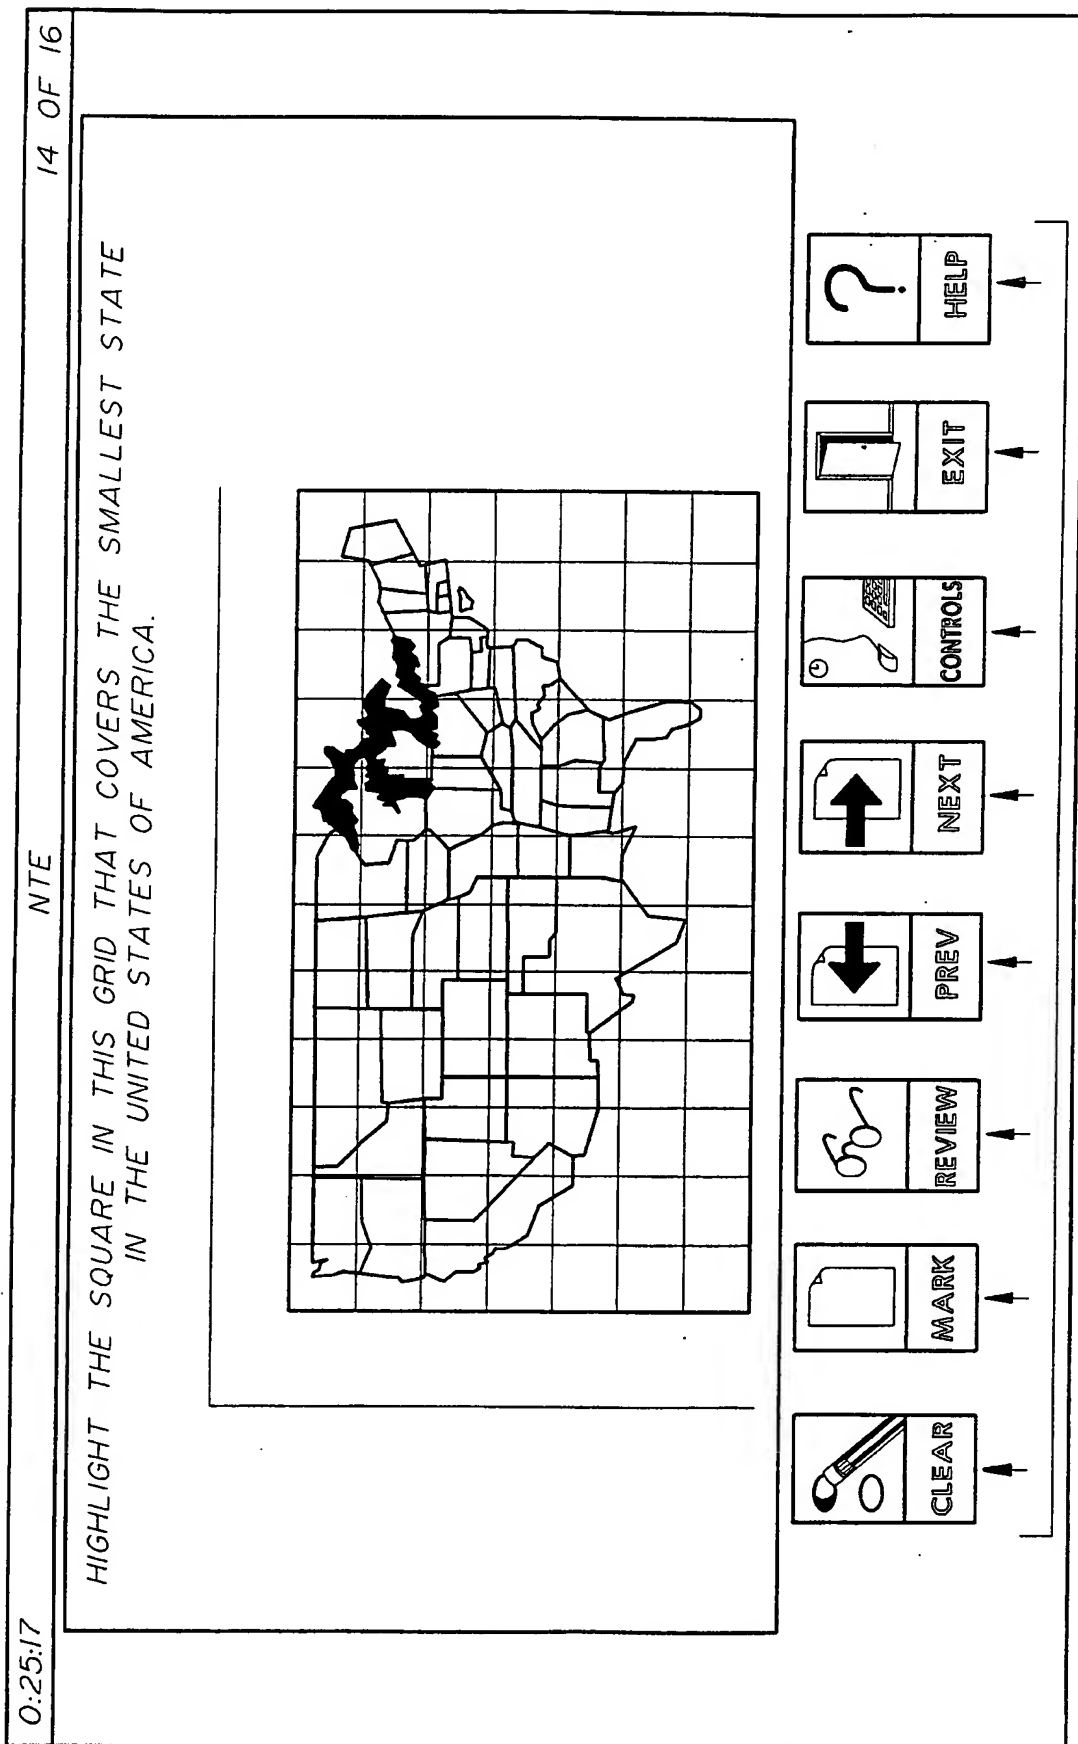 0:25:17
NTE
14 OF 16
HIGHLIGHT THE SQUARE IN THIS GRID THAT COVERS THE SMALLEST STATE
IN THE UNITED STATES OF AMERICA.
CLEAR
MARK
REVIEW
PREV
NEXT
CONTROLS
EXIT
?
HELP